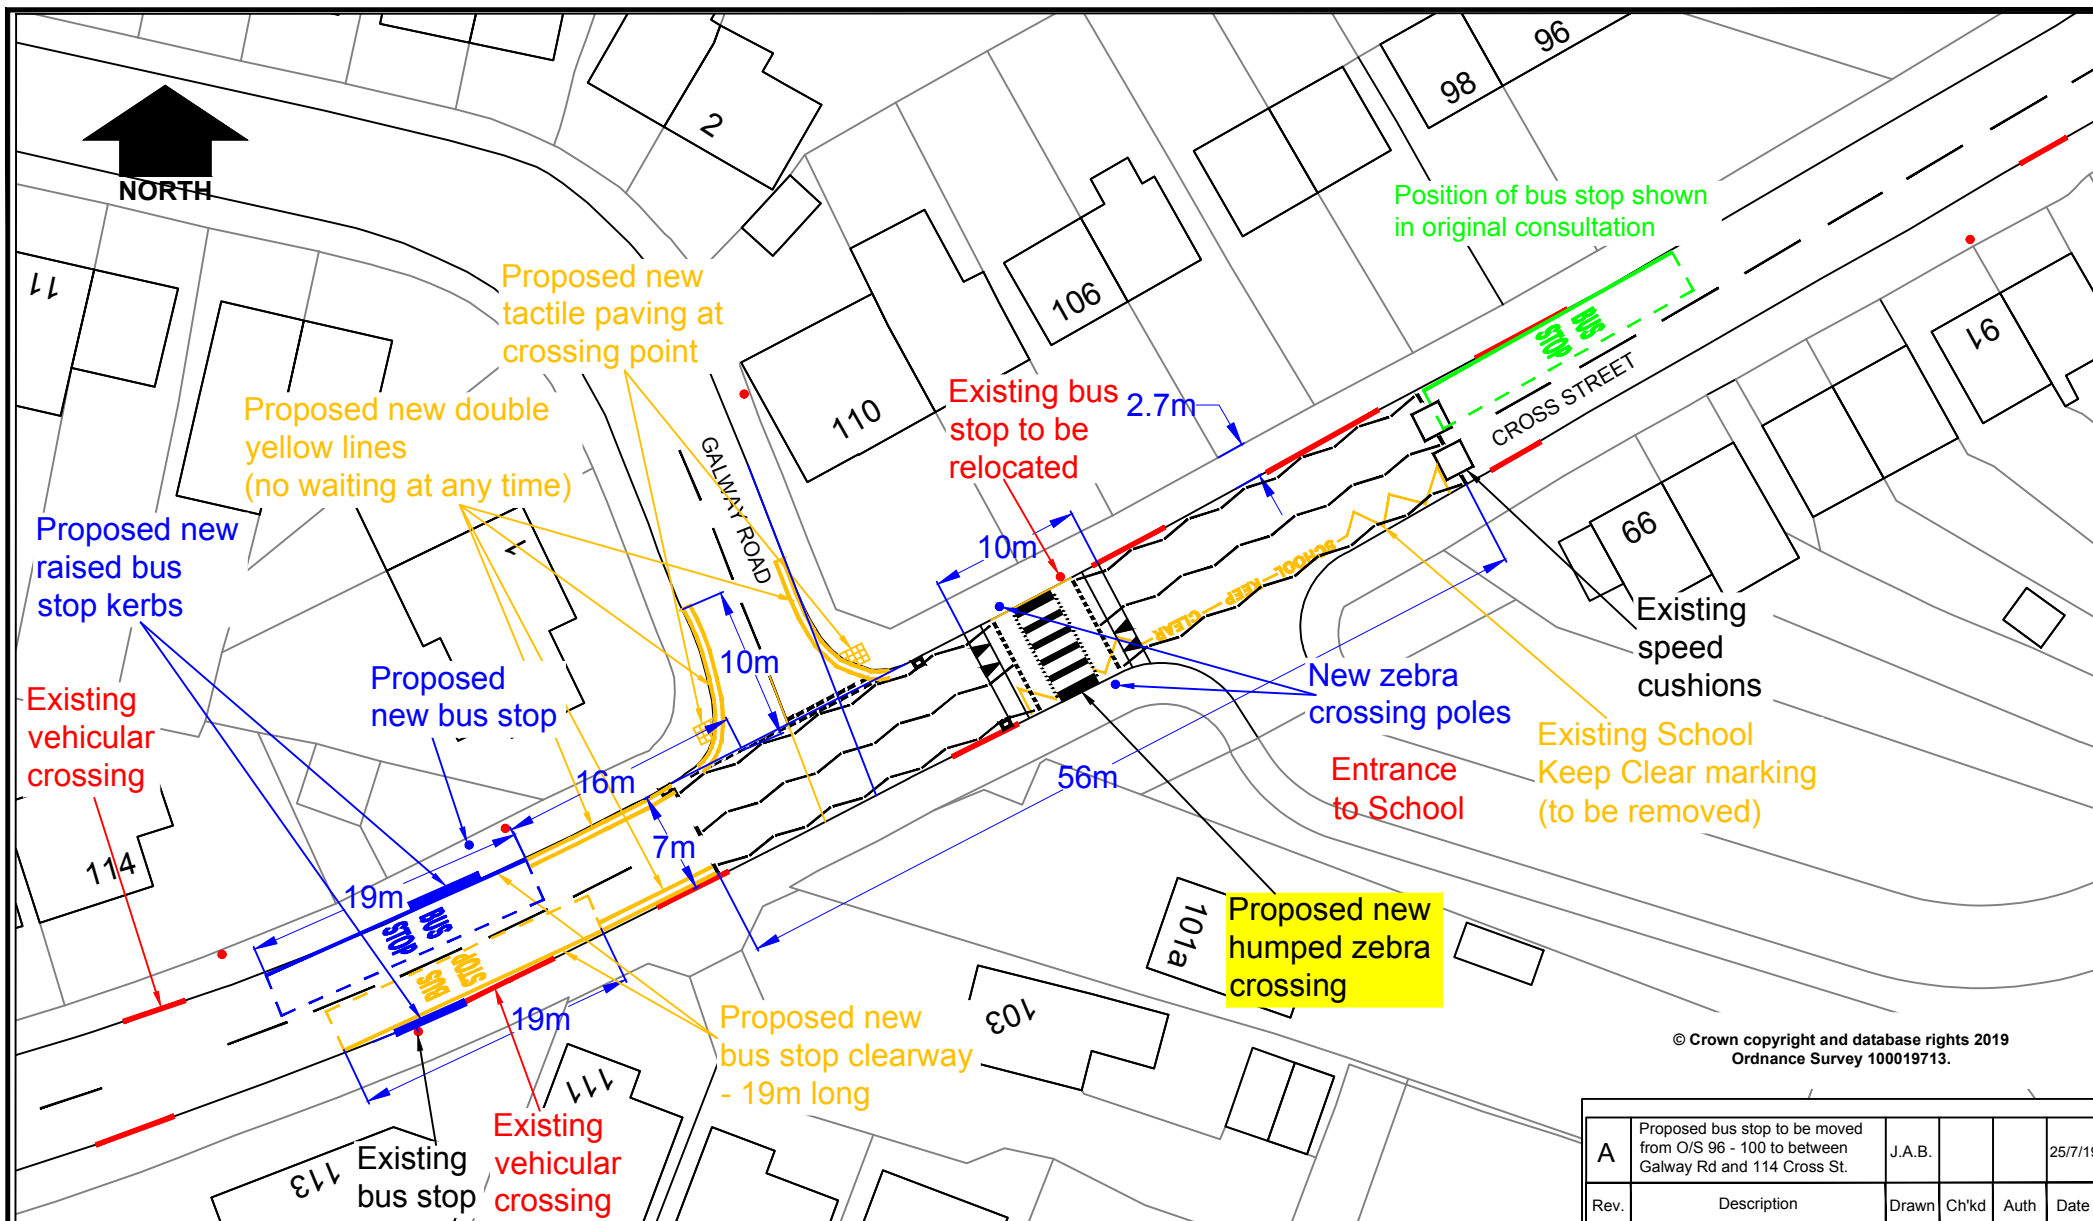 NORTH
2
11
96
98
Position of bus stop shown
in original consultation
Proposed new
tactile paving at
crossing point
106
91
BUS
STOP
CROSS STREET
Existing bus
stop to be
relocated
2.7m
110
Proposed new double
yellow lines
(no waiting at any time)
GALWAY ROAD
Proposed new
raised bus
stop kerbs
1
10m
99
SCHOOL KEEP CLEAR
Existing
speed
cushions
10m
Proposed
new bus stop
New zebra
crossing poles
Existing
vehicular
crossing
16m
56m
Entrance
to School
Existing School
Keep Clear marking
(to be removed)
7m
114
19m
BUS
STOP
BUS
STOP
101a
Proposed new
humped zebra
crossing
19m
Proposed new
bus stop clearway
- 19m long
103
© Crown copyright and database rights 2019
Ordnance Survey 100019713.
111
113
Existing
bus stop
Existing
vehicular
crossing
A
Proposed bus stop to be moved
from O/S 96 - 100 to between
Galway Rd and 114 Cross St.
J.A.B.
25/7/19
Rev.
Description
Drawn
Ch'kd
Auth
Date